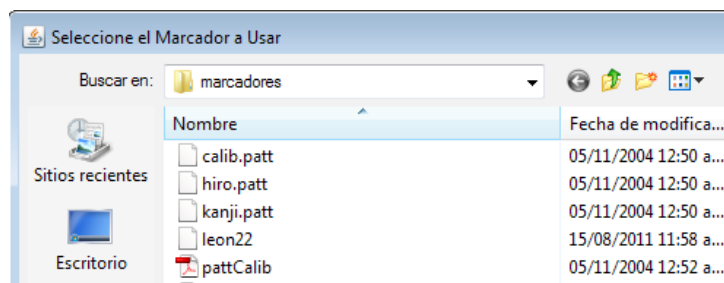 Seleccione el Marcador a Usar
Buscar en: marcadores
Nombre Fecha de modifica...
calib.patt 05/11/2004 12:50 a...
hiro.patt 05/11/2004 12:50 a...
kanji.patt 05/11/2004 12:50 a...
leon22 15/08/2011 11:58 a...
pattCalib 05/11/2004 12:52 a...
Sitios recientes
Escritorio